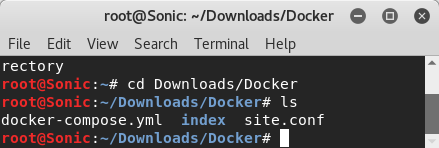 root@Sonic: ~/Downloads/Docker
File Edit View Search Terminal Help
rectory
root@Sonic:~# cd Downloads/Docker
root@Sonic:~/Downloads/Docker# ls
docker-compose.yml index site.conf
root@Sonic:~/Downloads/Docker#